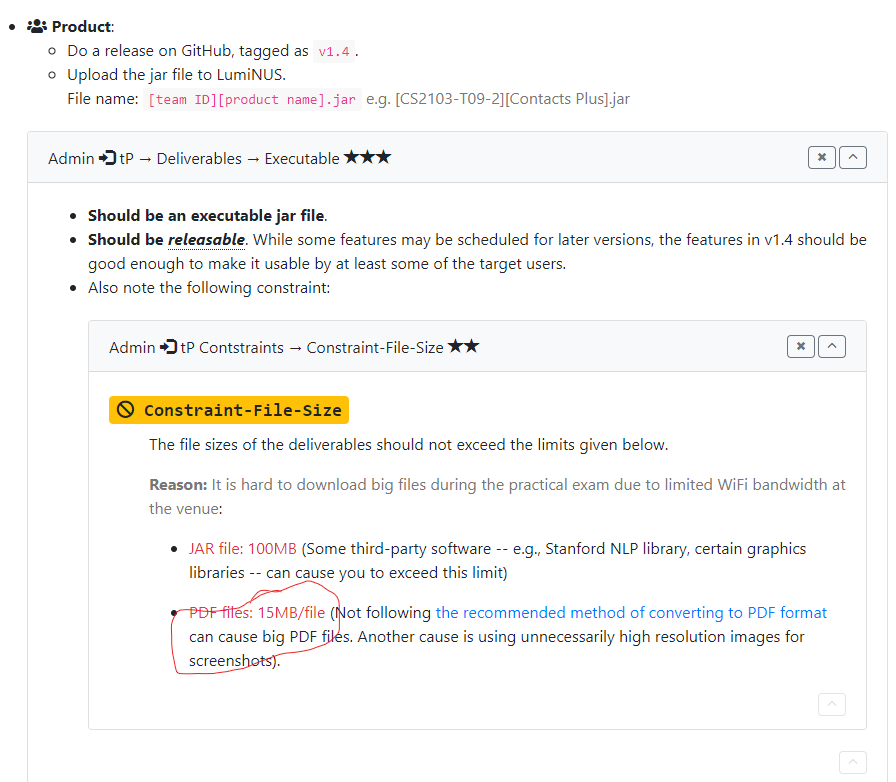 Product:
Do a release on GitHub, tagged as v1.4.
Upload the jar file to LumiNUS.
File name: [team ID][product name].jar e.g. [CS2103-T09-2][Contacts Plus].jar
Admin tP → Deliverables → Executable ★★★
Should be an executable jar file.
Should be releasable. While some features may be scheduled for later versions, the features in v1.4 should be
good enough to make it usable by at least some of the target users.
Also note the following constraint:
Admin tP Contstraints → Constraint-File-Size ★★
Constraint-File-Size
The file sizes of the deliverables should not exceed the limits given below.
Reason: It is hard to download big files during the practical exam due to limited WiFi bandwidth at
the venue:
JAR file: 100MB (Some third-party software -- e.g., Stanford NLP library, certain graphics
libraries -- can cause you to exceed this limit)
PDF files: 15MB/file (Not following the recommended method of converting to PDF format
can cause big PDF files. Another cause is using unnecessarily high resolution images for
screenshots).